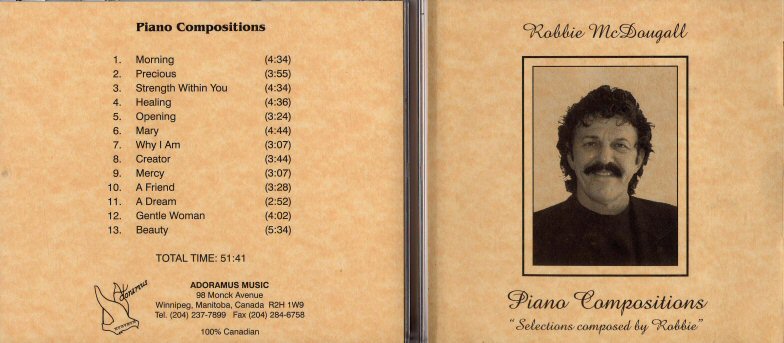 Piano Compositions
1. Morning (4:34)
2. Precious (3:55)
3. Strength Within You (4:34)
4. Healing (4:36)
5. Opening (3:24)
6. Mary (4:44)
7. Why I Am (3:07)
8. Creator (3:44)
9. Mercy (3:07)
10. A Friend (3:28)
11. A Dream (2:52)
12. Gentle Woman (4:02)
13. Beauty (5:34)
TOTAL TIME: 51:41
Adoramus
ADORAMUS MUSIC
98 Monck Avenue
Winnipeg, Manitoba, Canada R2H 1W9
Tel. (204) 237-7899 Fax (204) 284-6758
100% Canadian
Robbie McDougall
Piano Compositions
"Selections composed by Robbie"